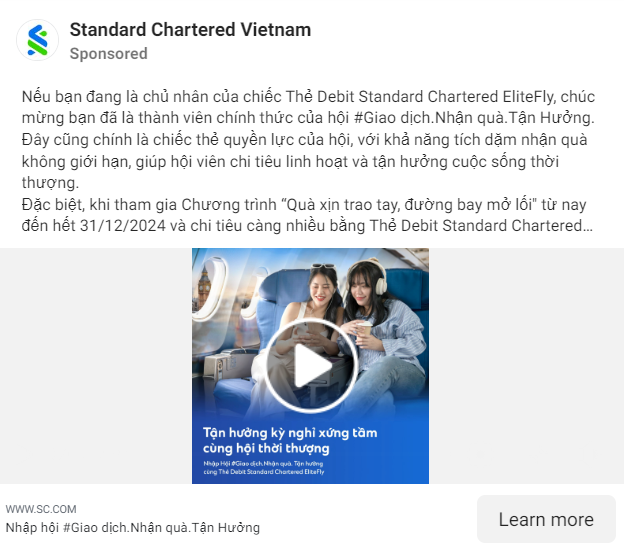 Standard Chartered Vietnam
Sponsored
Nếu bạn đang là chủ nhân của chiếc Thẻ Debit Standard Chartered EliteFly, chúc
mừng bạn đã là thành viên chính thức của hội #Giao dịch.Nhận quà.Tận Hưởng.
Đây cũng chính là chiếc thẻ quyền lực của hội, với khả năng tích dặm nhận quà
không giới hạn, giúp hội viên chi tiêu linh hoạt và tận hưởng cuộc sống thời
thượng.
Đặc biệt, khi tham gia Chương trình “Quà xịn trao tay, đường bay mở lối" từ nay
đến hết 31/12/2024 và chi tiêu càng nhiều bằng Thẻ Debit Standard Chartered...
Tận hưởng kỳ nghỉ xứng tầm
cùng hội thời thượng
Nhập Hội #Giao dịch.Nhận quà. Tận hưởng
cùng Thẻ Debit Standard Chartered EliteFly
WWW.SC.COM
Nhập hội #Giao dịch.Nhận quà.Tận Hưởng
Learn more